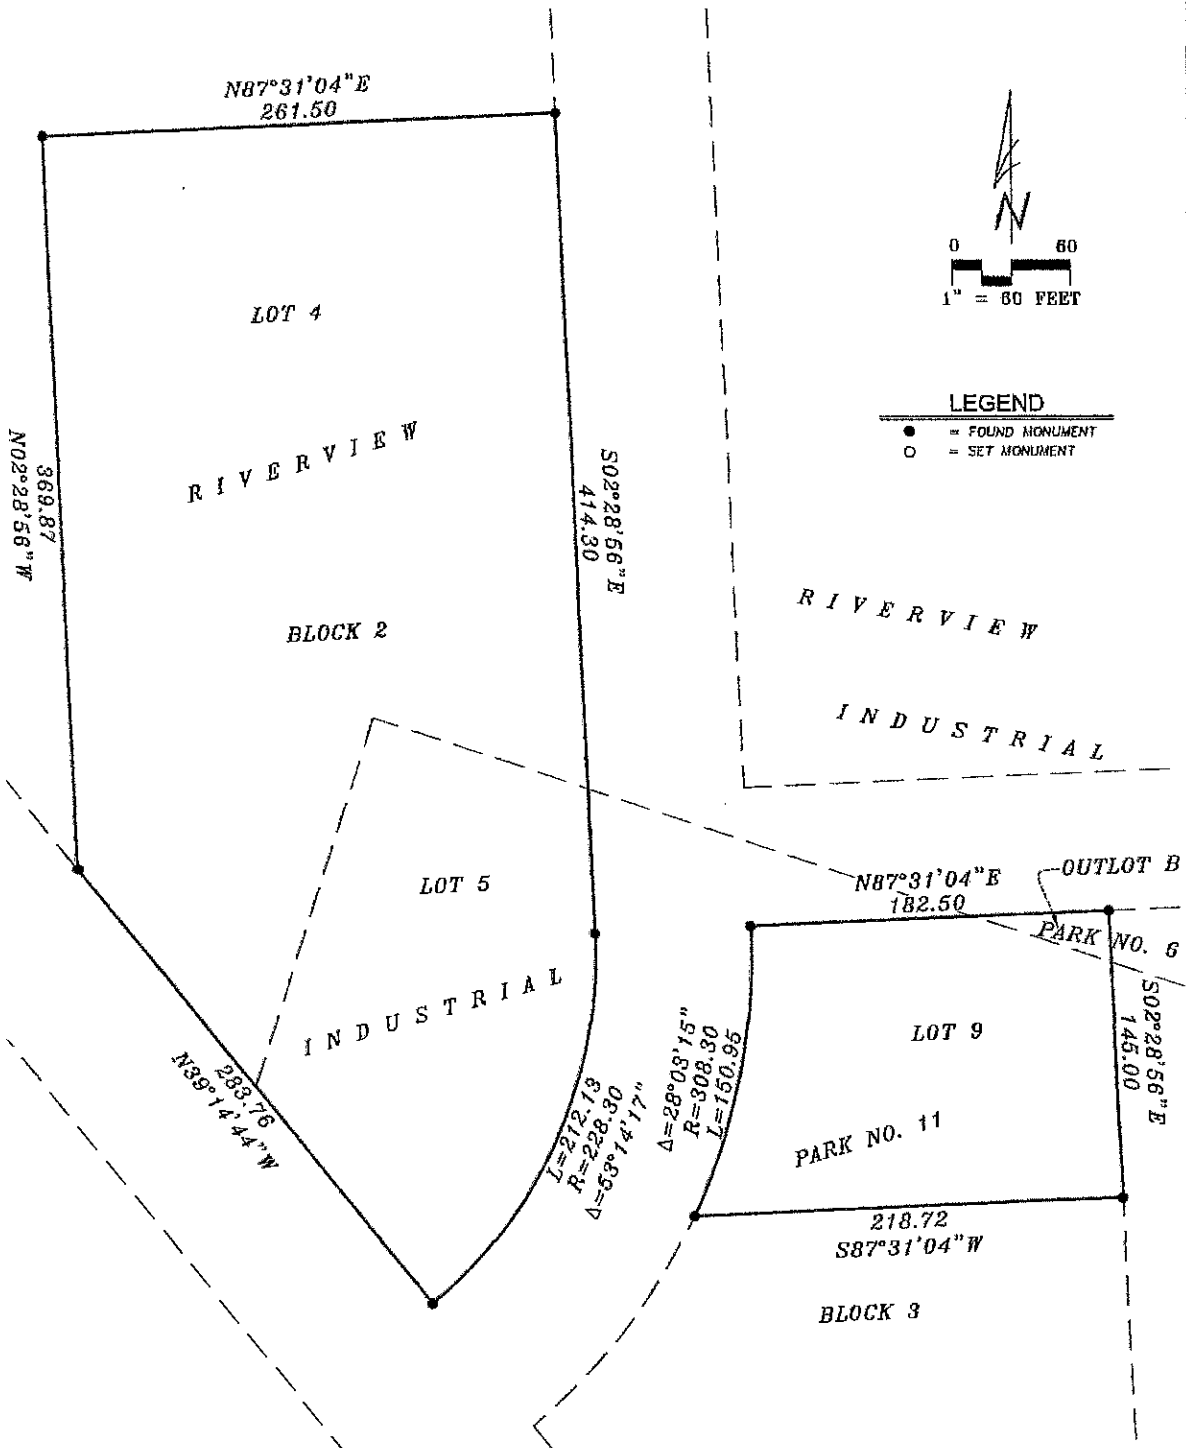 N87°31'04"E
261.50
N
0 60
1" = 60 FEET
LOT 4
LEGEND
● = FOUND MONUMENT
○ = SET MONUMENT
RIVERVIEW
N02°28'56"W
369.87
S02°28'56"E
414.30
RIVERVIEW
BLOCK 2
INDUSTRIAL
LOT 5
N87°31'04"E
182.50
OUTLOT B
PARK NO. 6
INDUSTRIAL
LOT 9
S02°28'56"E
145.00
283.76
N39°14'44"W
L=212.13
R=228.30
Δ=53°14'17"
Δ=28°03'15"
R=308.30
L=150.95
PARK NO. 11
218.72
S87°31'04"W
BLOCK 3